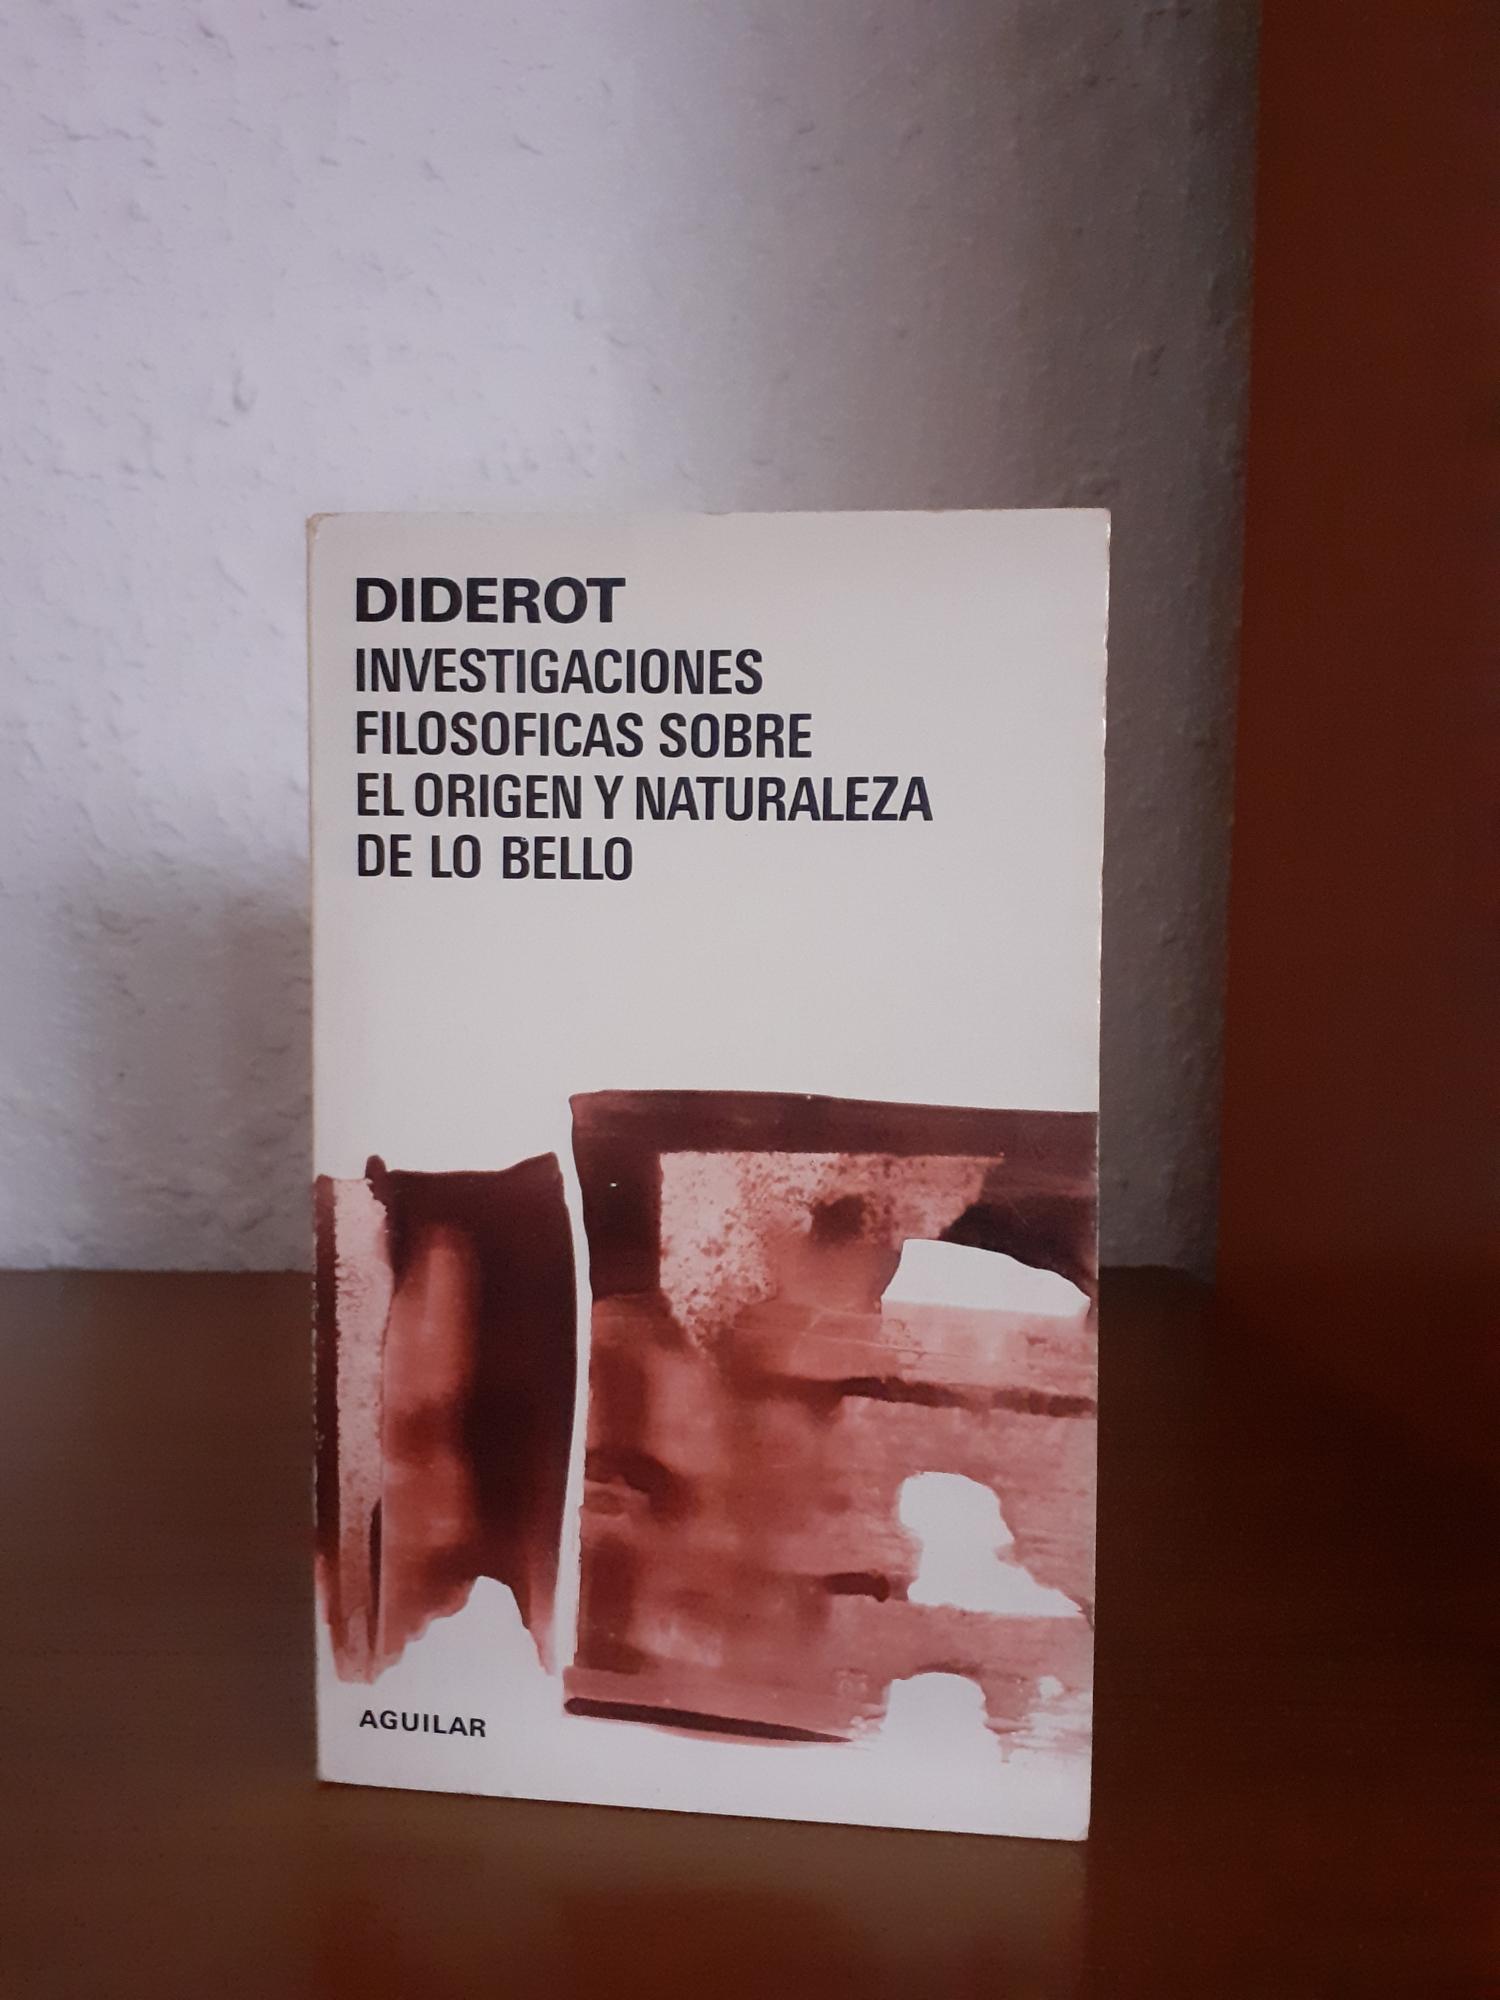 DIDEROT
INVESTIGACIONES
FILOSOFICAS SOBRE
EL ORIGEN Y NATURALEZA
DE LO BELLO
AGUILAR